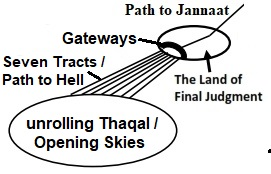 Path to Jannaat
Gateways
Seven Tracts /
Path to Hell
The Land of
Final Judgment
unrolling Thaqal /
Opening Skies